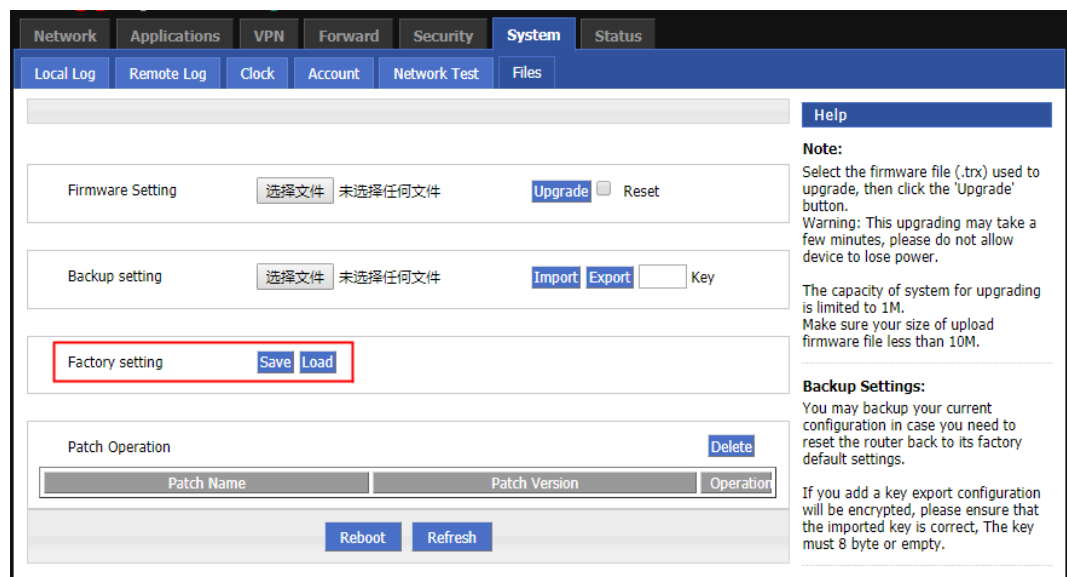 Network Applications VPN Forward Security System Status
Local Log Remote Log Clock Account Network Test Files
Firmware Setting 选择文件 未选择任何文件 Upgrade Reset
Backup setting 选择文件 未选择任何文件 Import Export Key
Factory setting Save Load
Patch Operation Delete
Patch Name Patch Version Operation
Reboot Refresh
Help
Note:
Select the firmware file (.trx) used to
upgrade, then click the 'Upgrade'
button.
Warning: This upgrading may take a
few minutes, please do not allow
device to lose power.
The capacity of system for upgrading
is limited to 1M.
Make sure your size of upload
firmware file less than 10M.
Backup Settings:
You may backup your current
configuration in case you need to
reset the router back to its factory
default settings.
If you add a key export configuration
will be encrypted, please ensure that
the imported key is correct, The key
must 8 byte or empty.